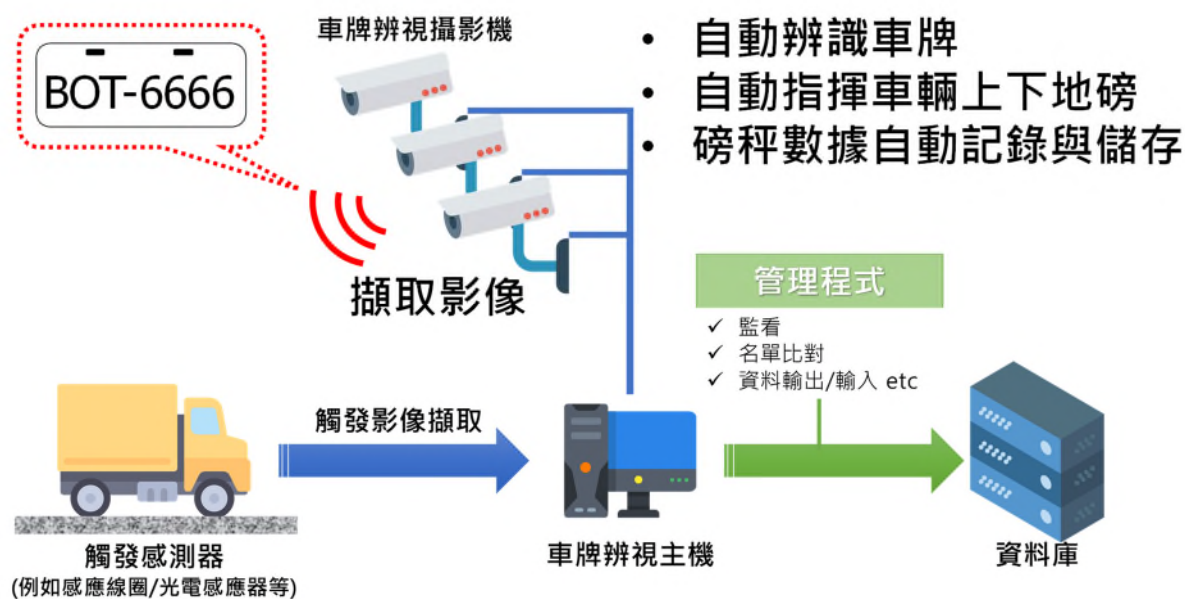 車牌辨視攝影機
BOT-6666
• 自動辨識車牌
• 自動指揮車輛上下地磅
• 磅秤數據自動記錄與儲存
擷取影像
管理程式
✓ 監看
✓ 名單比對
✓ 資料輸出/輸入 etc
觸發影像擷取
觸發感測器
(例如感應線圈/光電感應器等)
車牌辨視主機
資料庫